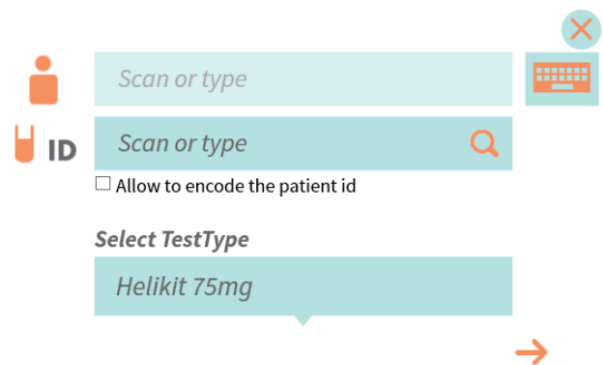 Scan or type
ID
Scan or type
Allow to encode the patient id
Select TestType
Helikit 75mg